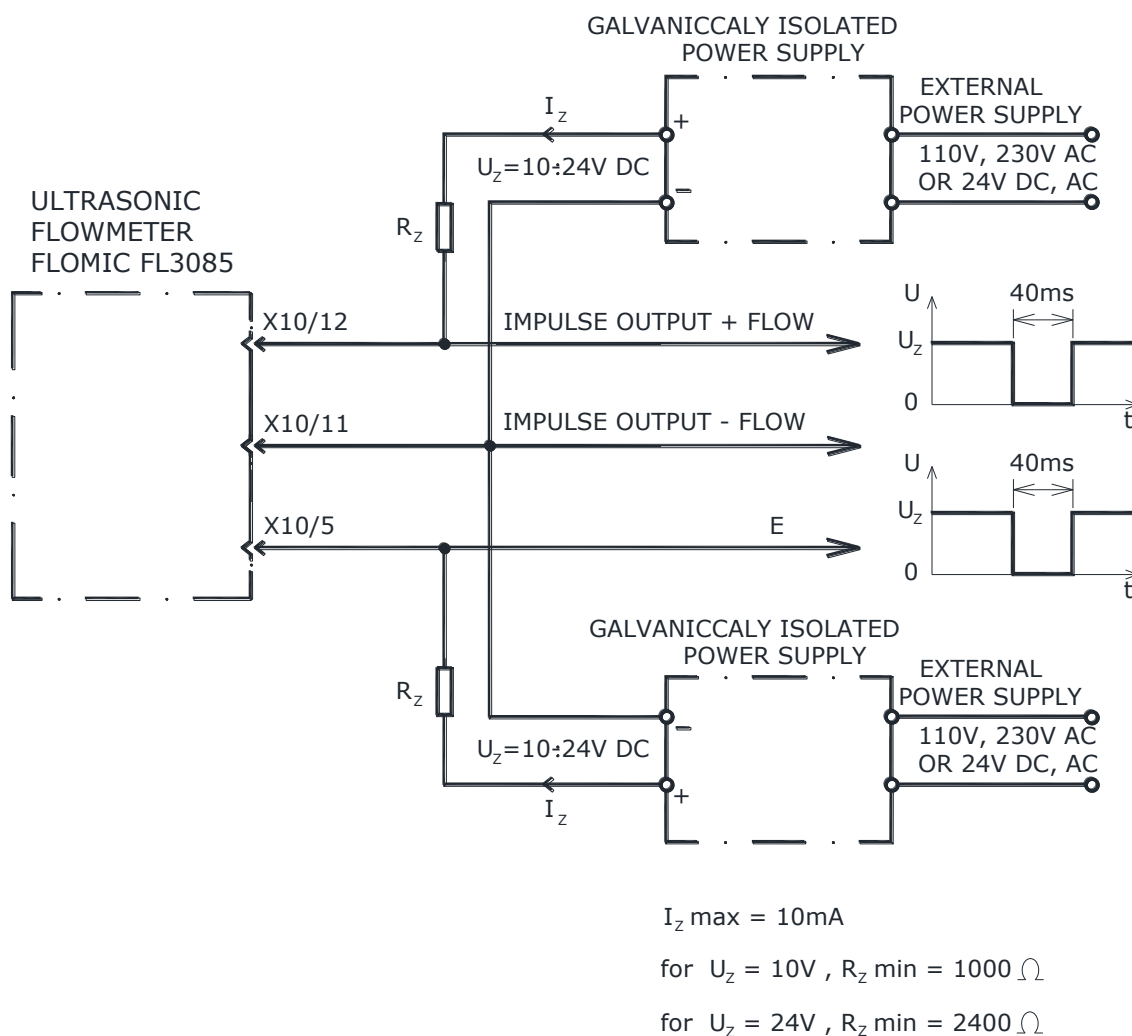 GALVANICCALY ISOLATED
POWER SUPPLY
EXTERNAL
POWER SUPPLY
I_Z
+
U_Z=10÷24V DC
110V, 230V AC
OR 24V DC, AC
−
ULTRASONIC
FLOWMETER
FLOMIC FL3085
R_Z
U
40ms
X10/12
IMPULSE OUTPUT + FLOW
U_Z
0
t
X10/11
IMPULSE OUTPUT - FLOW
U
40ms
X10/5
E
U_Z
0
t
GALVANICCALY ISOLATED
POWER SUPPLY
EXTERNAL
POWER SUPPLY
R_Z
−
U_Z=10÷24V DC
110V, 230V AC
OR 24V DC, AC
+
I_Z
I_Z max = 10mA
for U_Z = 10V , R_Z min = 1000 Ω
for U_Z = 24V , R_Z min = 2400 Ω